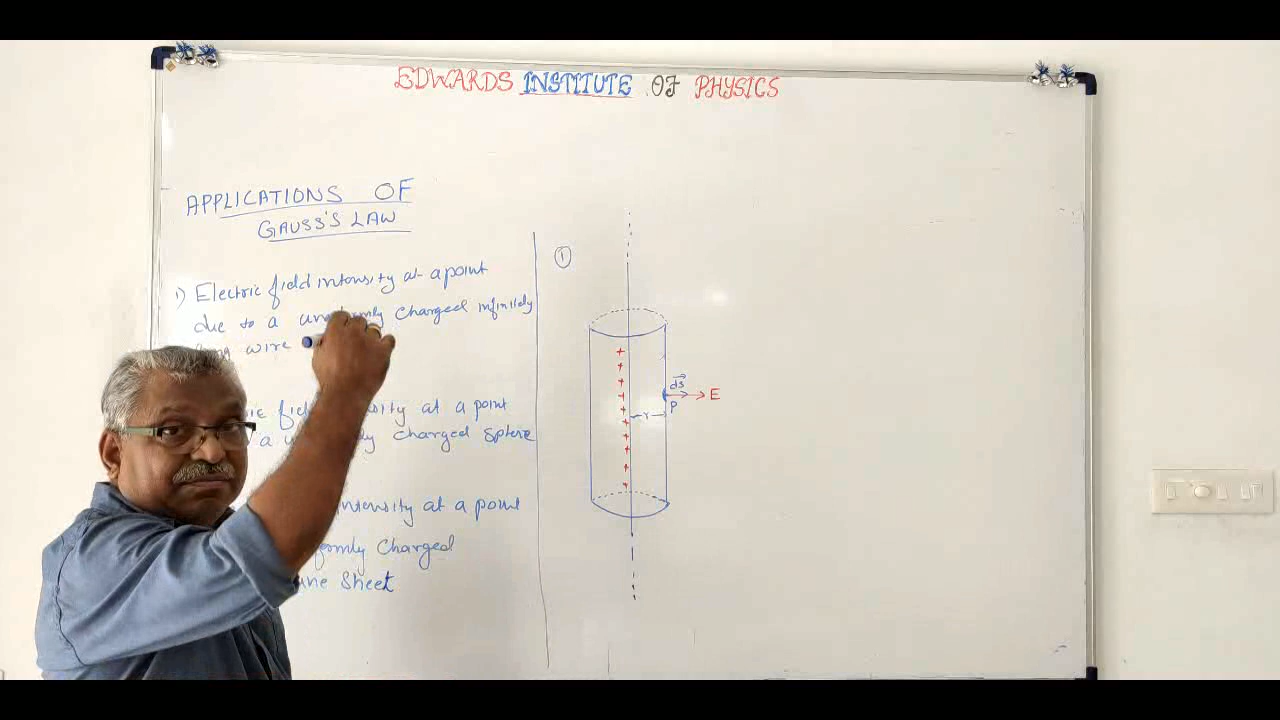 EDWARDS INSTITUTE OF PHYSICS
APPLICATIONS OF
GAUSS'S LAW
1) Electric field intensity at a point
due to a charged infinitely
wire
at a point
a charged sphere
intensity at a point
charged
sheet
1
+
+
+
+
+
+
+
+
+
+
ds
E
P
r